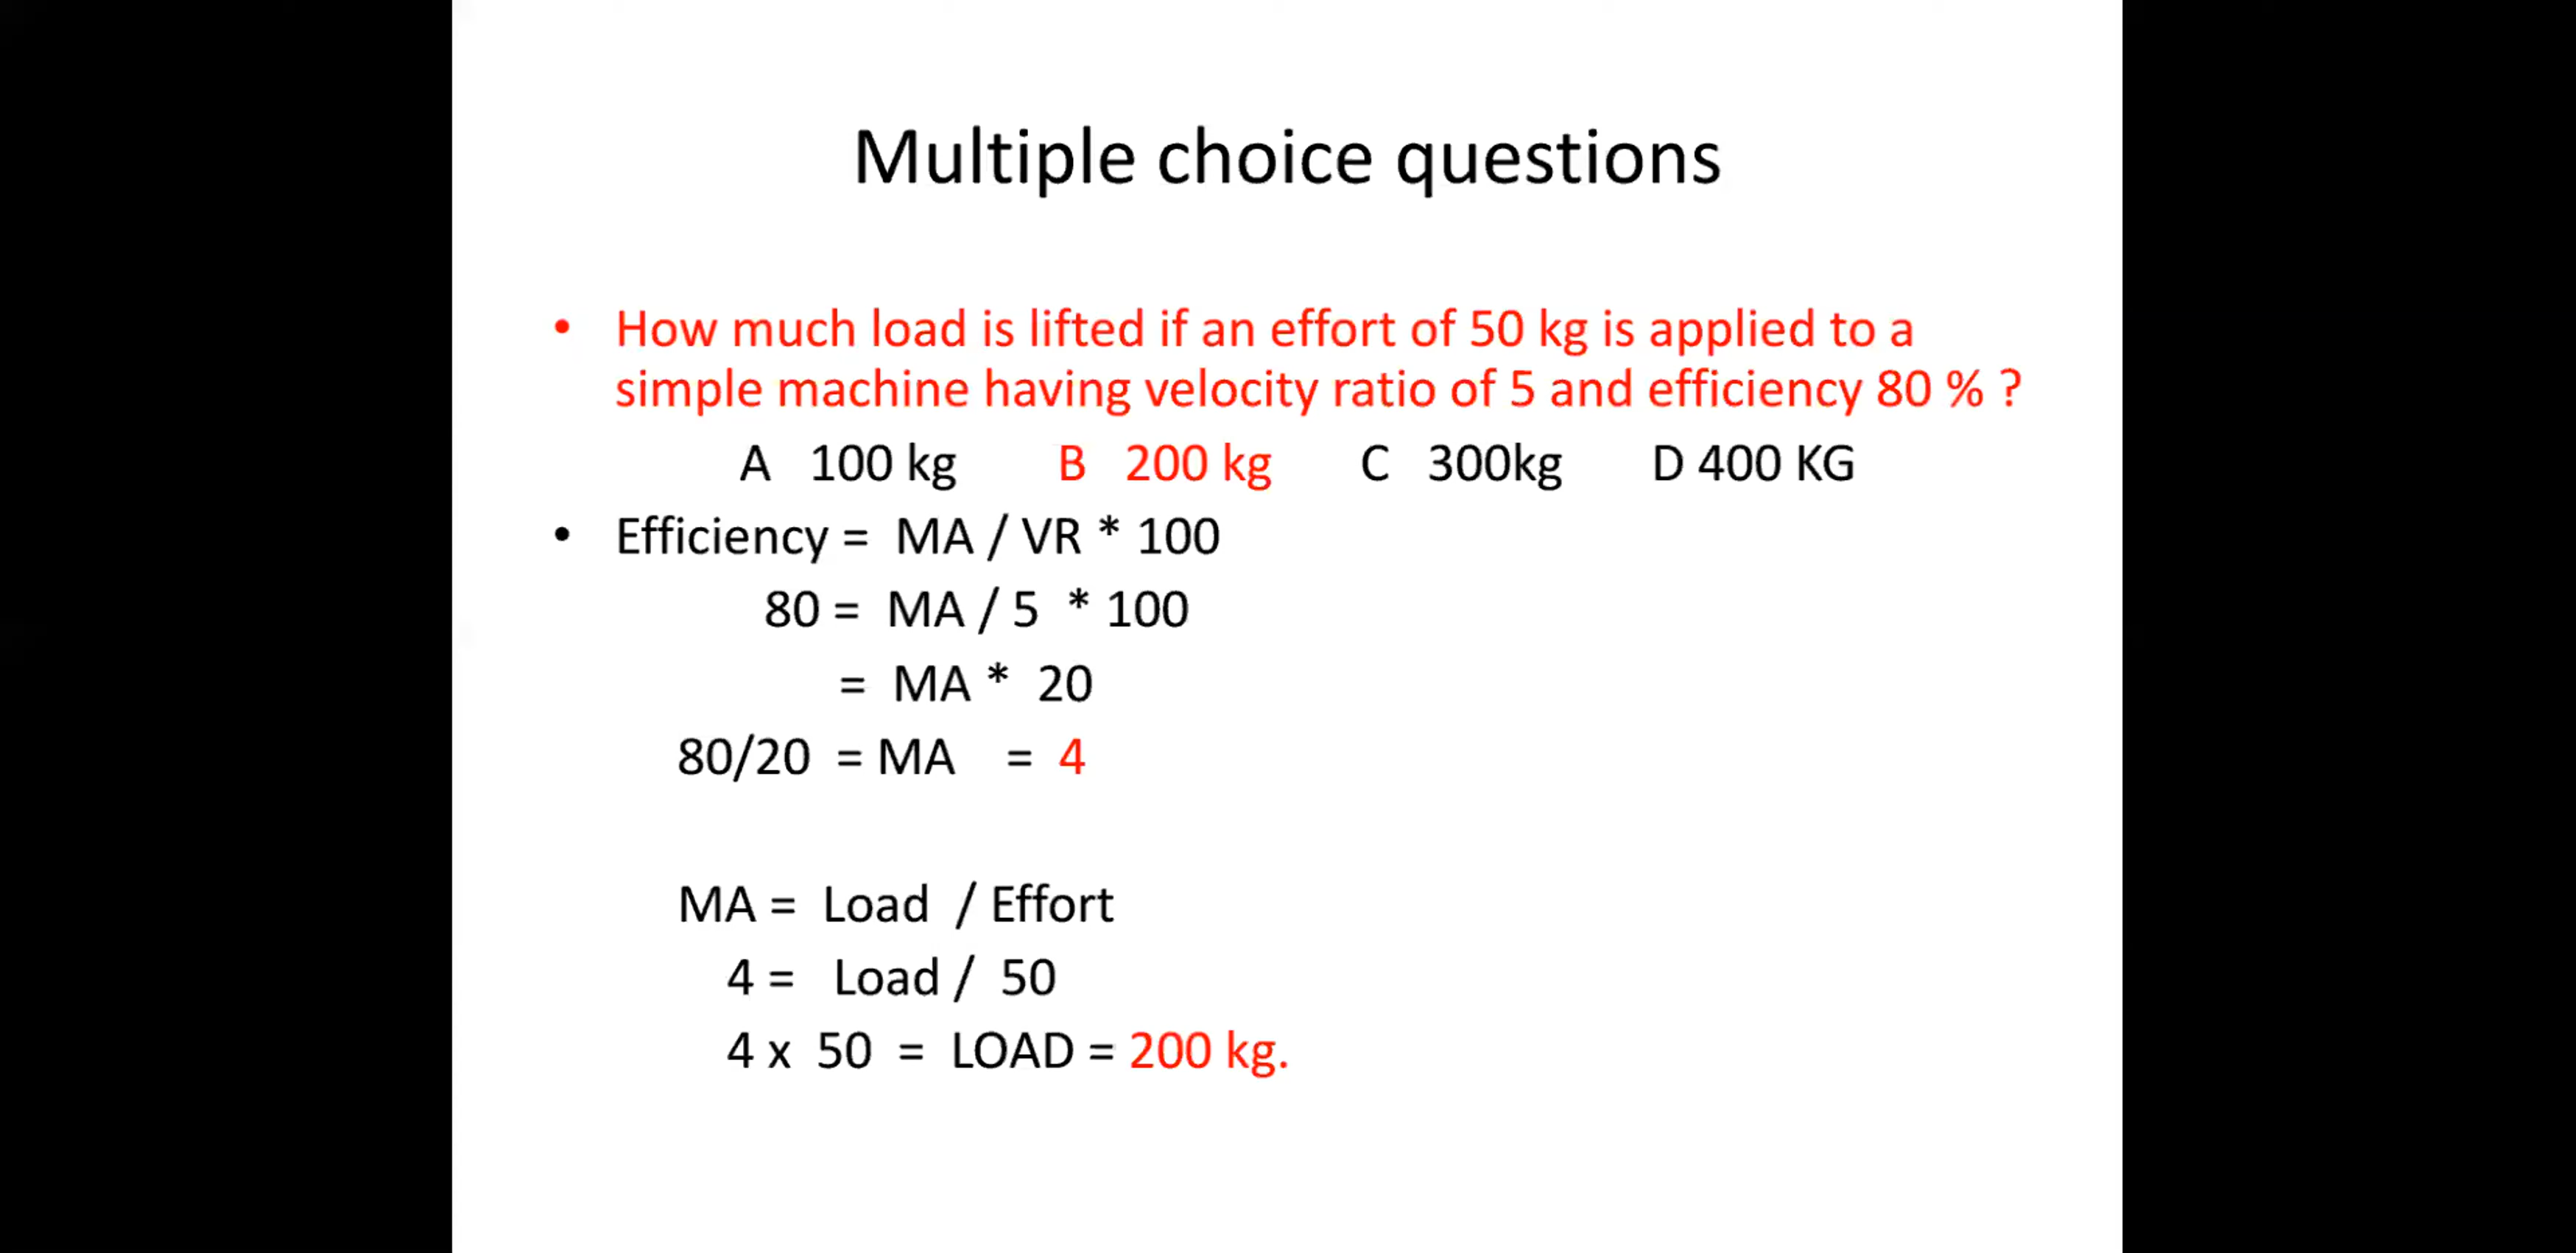 Multiple choice questions
• How much load is lifted if an effort of 50 kg is applied to a
simple machine having velocity ratio of 5 and efficiency 80 % ?
A 100 kg B 200 kg C 300kg D 400 KG
• Efficiency = MA / VR * 100
80 = MA / 5 * 100
= MA * 20
80/20 = MA = 4
MA = Load / Effort
4 = Load / 50
4 x 50 = LOAD = 200 kg.